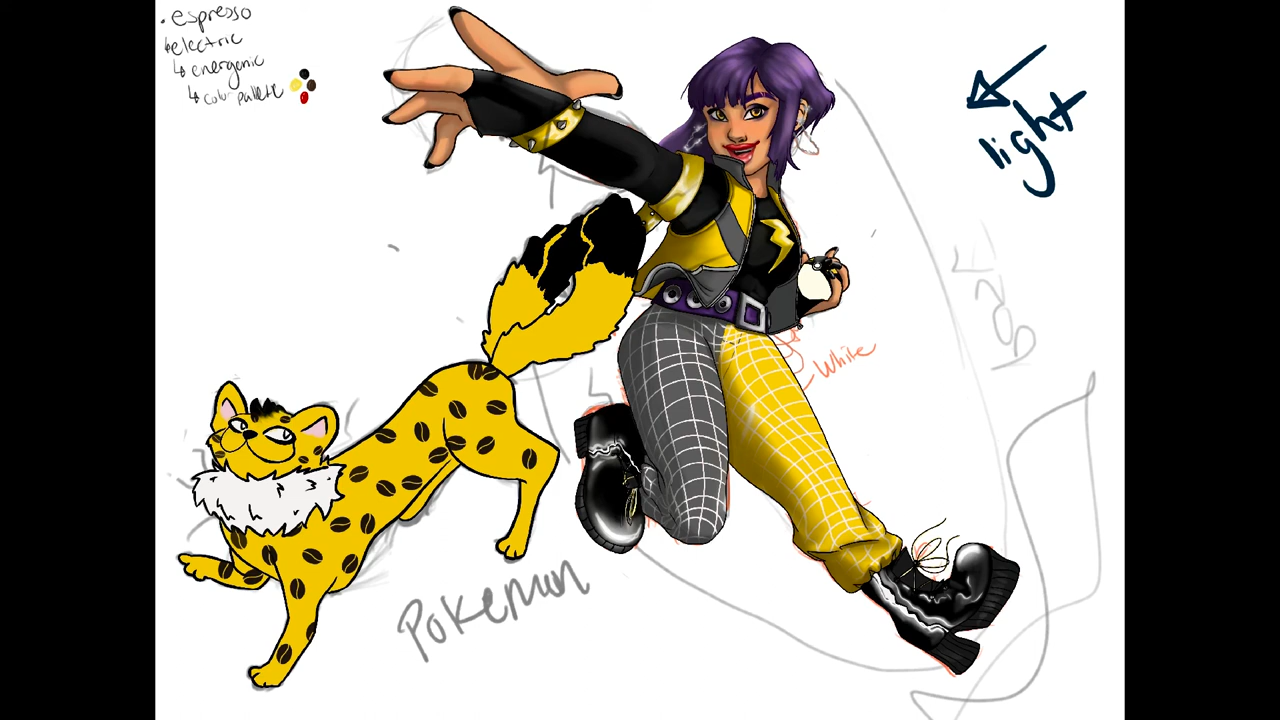 • espresso
↳ electric
↳ energenic
↳ color pallete
light
White
Pokemon